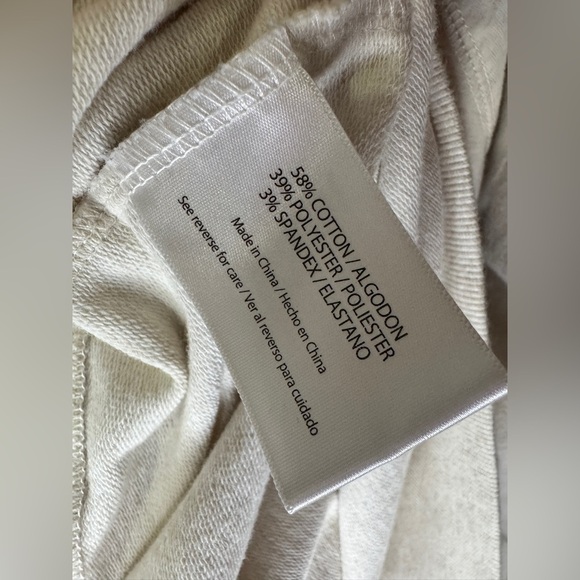 58% COTTON / ALGODON
39% POLYESTER / POLIESTER
3% SPANDEX / ELASTANO
Made in China / Hecho en China
See reverse for care / Ver al reverso para cuidado